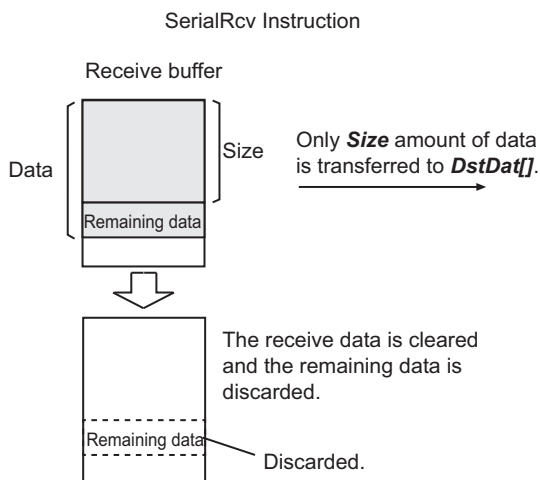 SerialRcv Instruction
Receive buffer
Data
Size
Only Size amount of data
is transferred to DstDat[].
Remaining data
The receive data is cleared
and the remaining data is
discarded.
Remaining data
Discarded.